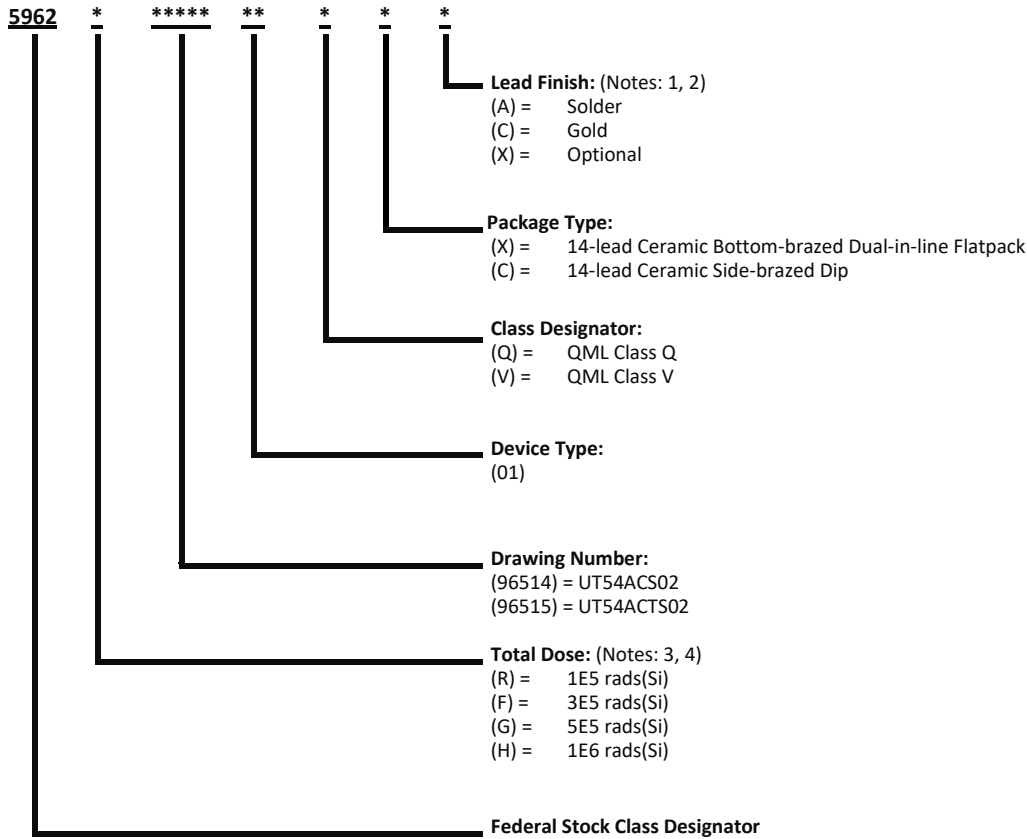 5962 * ***** ** * * *
Lead Finish: (Notes: 1, 2)
(A) = Solder
(C) = Gold
(X) = Optional
Package Type:
(X) = 14-lead Ceramic Bottom-brazed Dual-in-line Flatpack
(C) = 14-lead Ceramic Side-brazed Dip
Class Designator:
(Q) = QML Class Q
(V) = QML Class V
Device Type:
(01)
Drawing Number:
(96514) = UT54ACS02
(96515) = UT54ACTS02
Total Dose: (Notes: 3, 4)
(R) = 1E5 rads(Si)
(F) = 3E5 rads(Si)
(G) = 5E5 rads(Si)
(H) = 1E6 rads(Si)
Federal Stock Class Designator